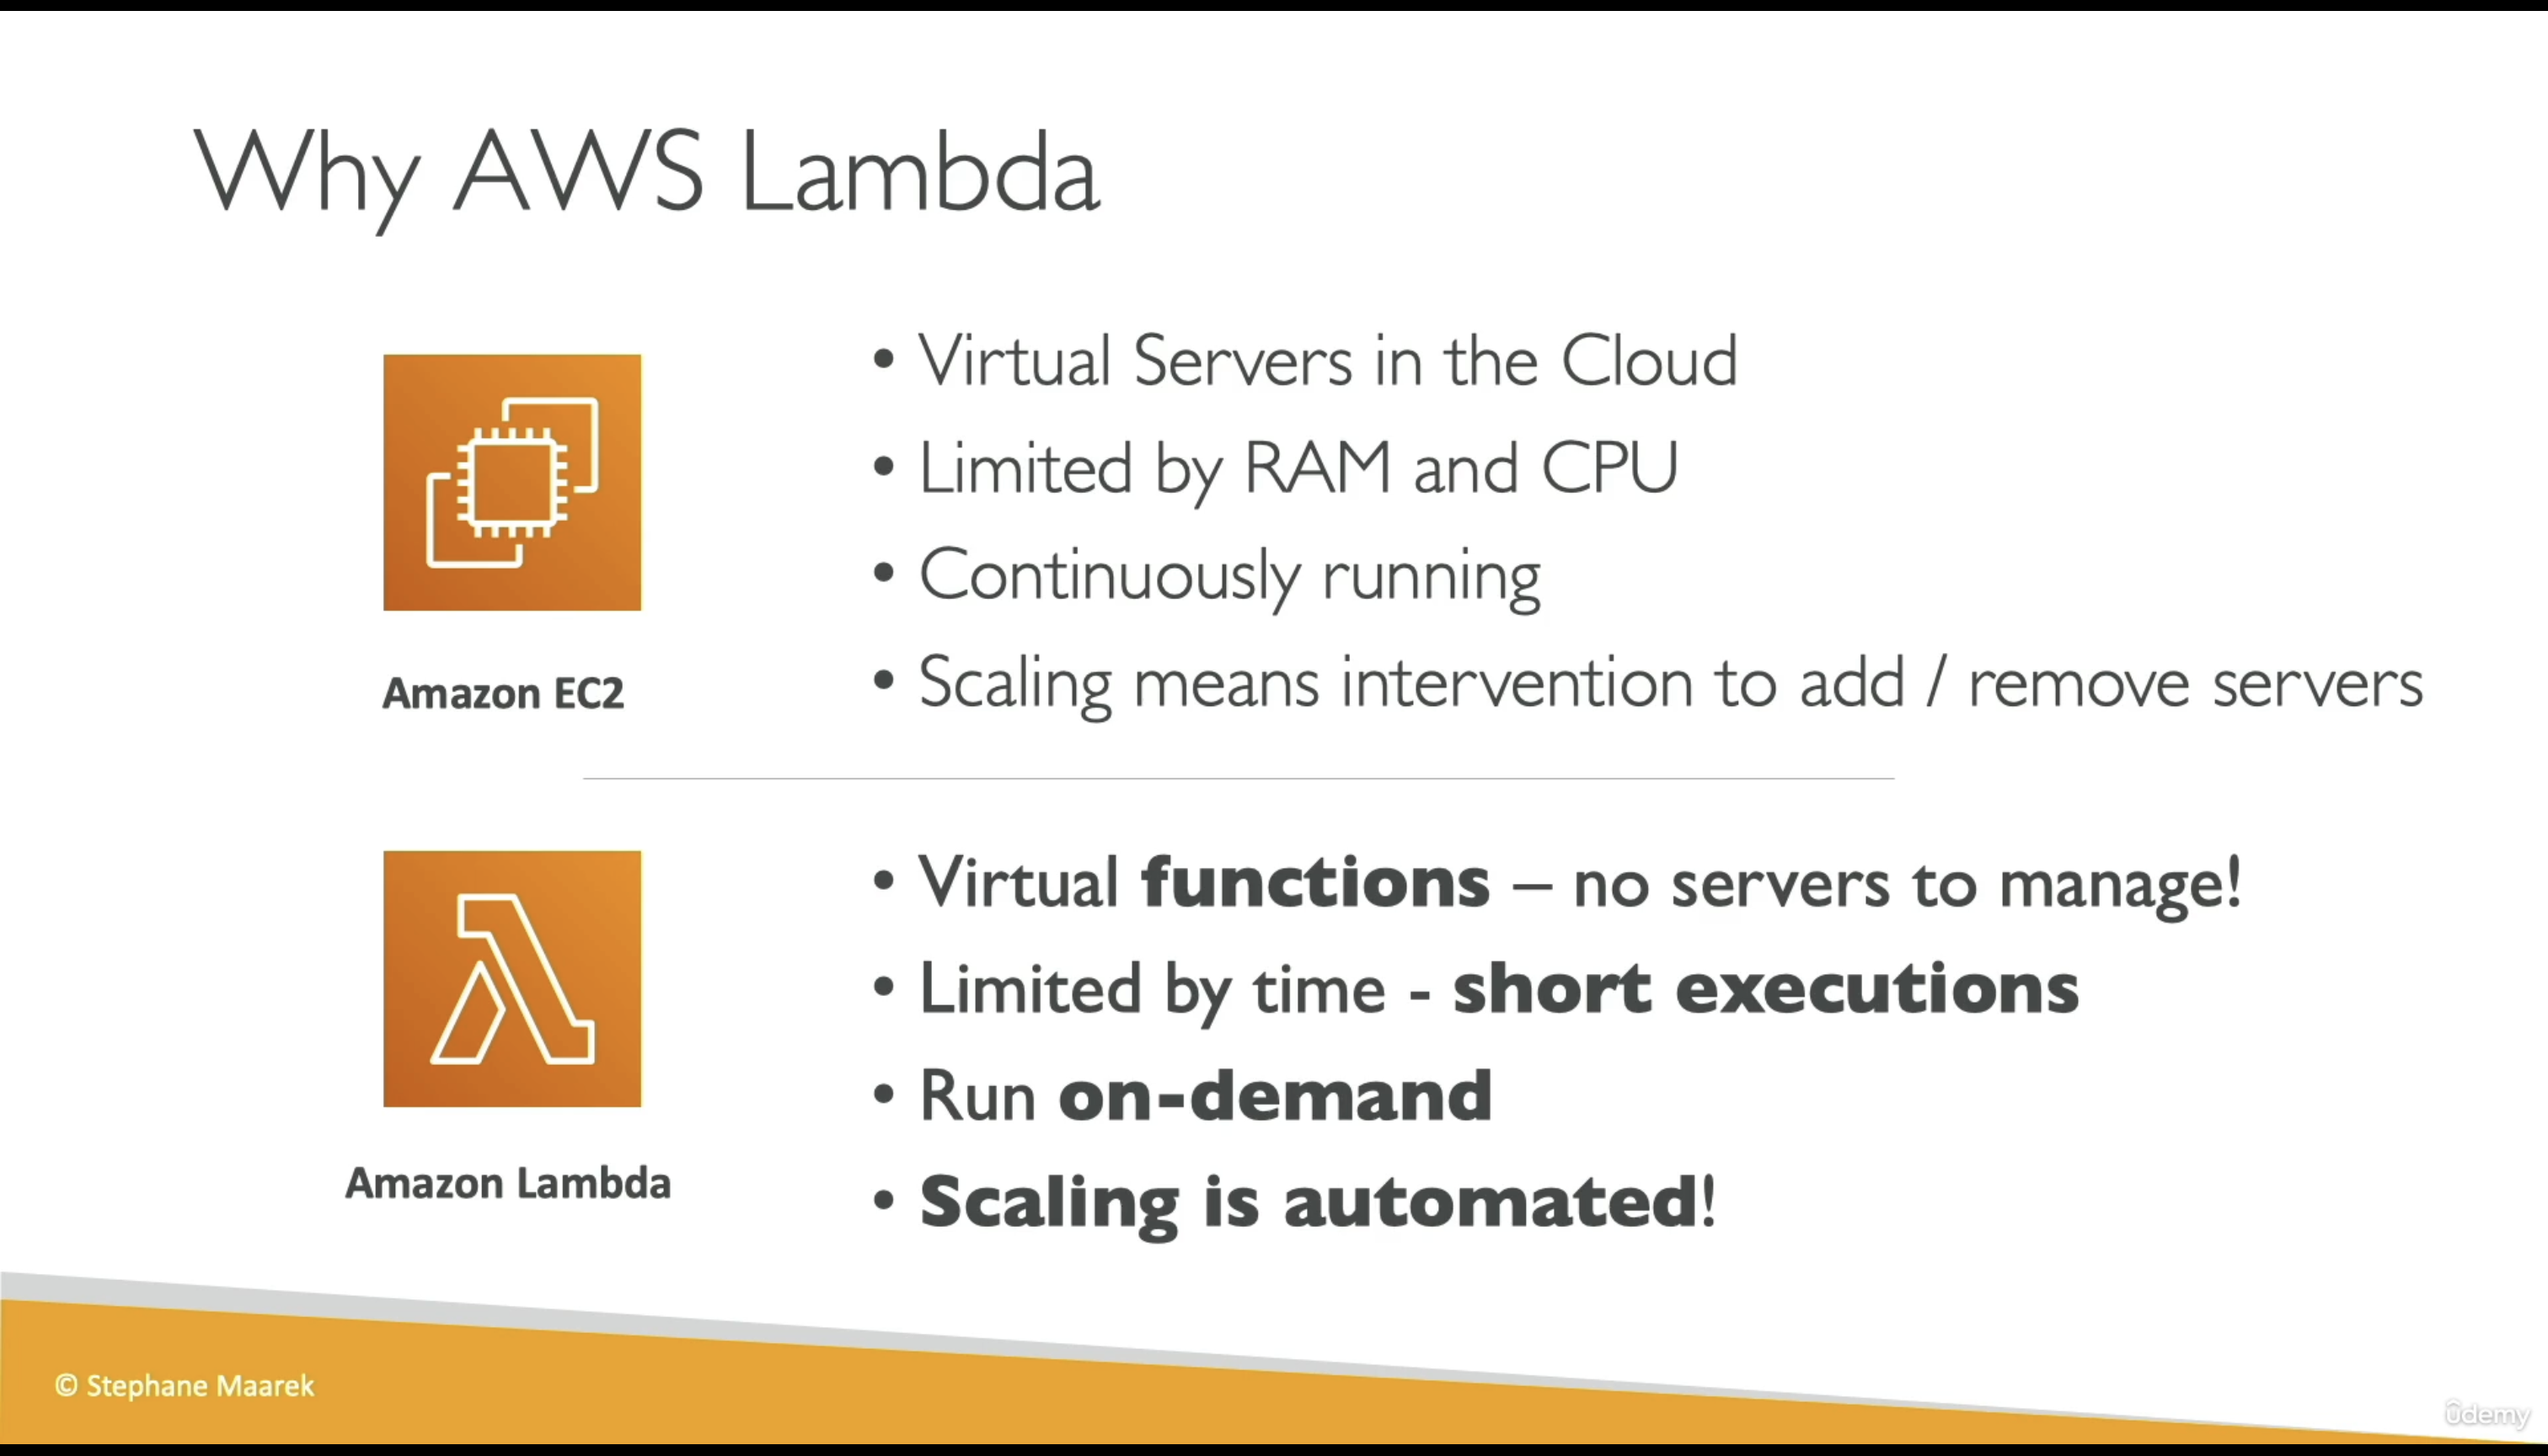 Why AWS Lambda
• Virtual Servers in the Cloud
• Limited by RAM and CPU
• Continuously running
• Scaling means intervention to add / remove servers
Amazon EC2
• Virtual functions – no servers to manage!
• Limited by time - short executions
• Run on-demand
• Scaling is automated!
Amazon Lambda
© Stephane Maarek
ûdemy